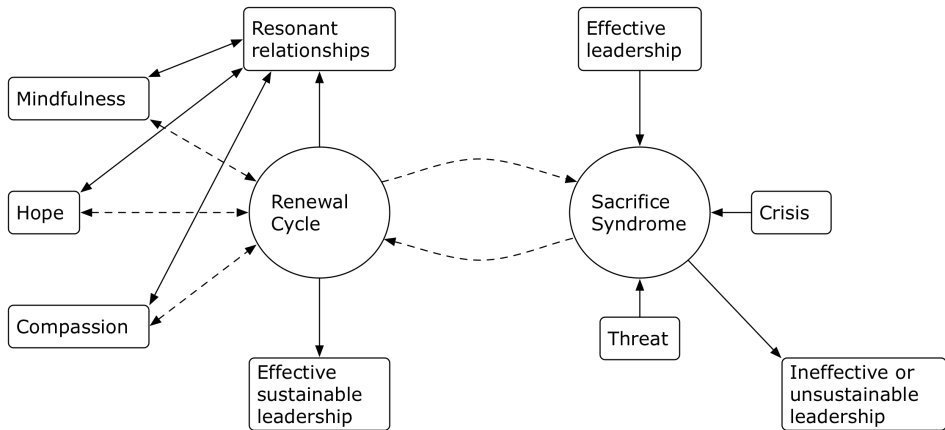 Resonant
relationships
Effective
leadership
Mindfulness
Hope
Renewal
Cycle
Sacrifice
Syndrome
Crisis
Compassion
Threat
Effective
sustainable
leadership
Ineffective or
unsustainable
leadership